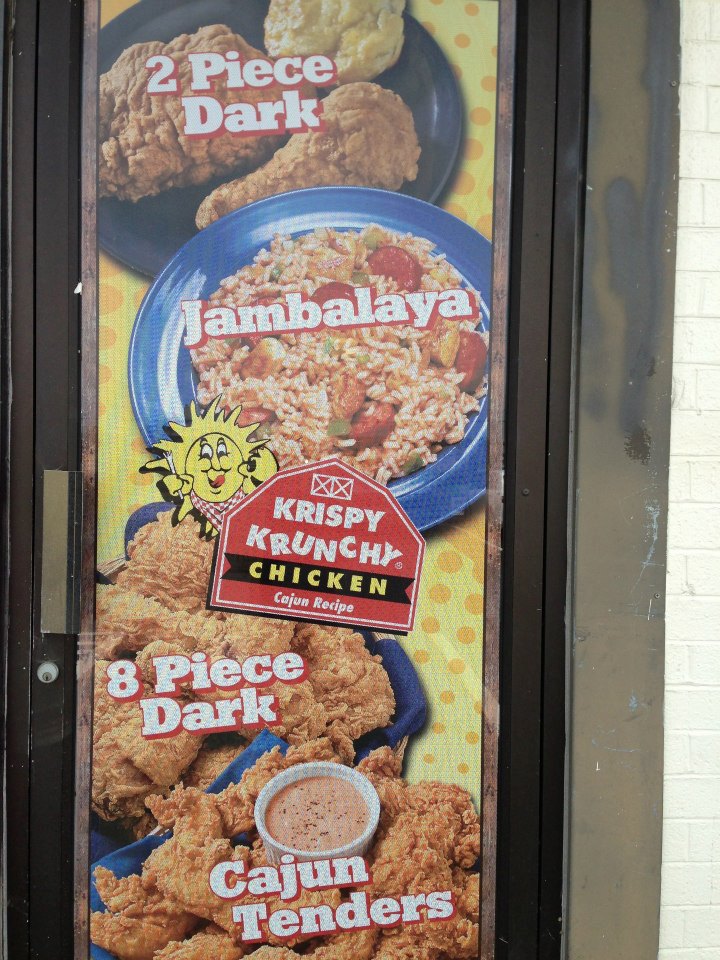 2 Piece
Dark
Jambalaya
KRISPY
KRUNCHY®
CHICKEN
Cajun Recipe
8 Piece
Dark
Cajun
Tenders